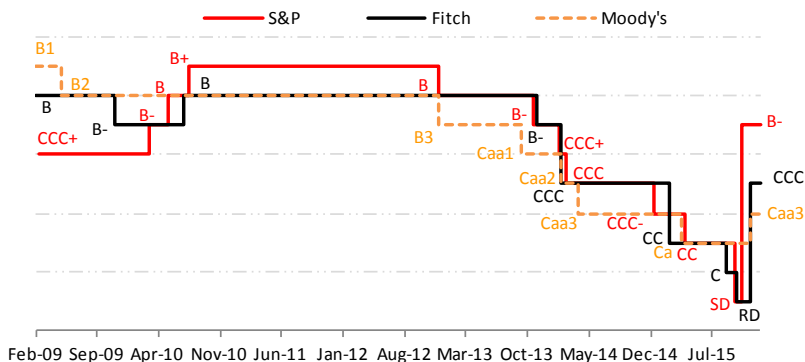 S&P Fitch Moody's
B1
B+
B2 B B B
B B- B-
B- B- B3 B-
CCC+ Caa1 CCC+
Caa2 CCC CCC
CCC Caa3 CCC- Caa3
CC Ca CC
C
SD RD
Feb-09 Sep-09 Apr-10 Nov-10 Jun-11 Jan-12 Aug-12 Mar-13 Oct-13 May-14 Dec-14 Jul-15